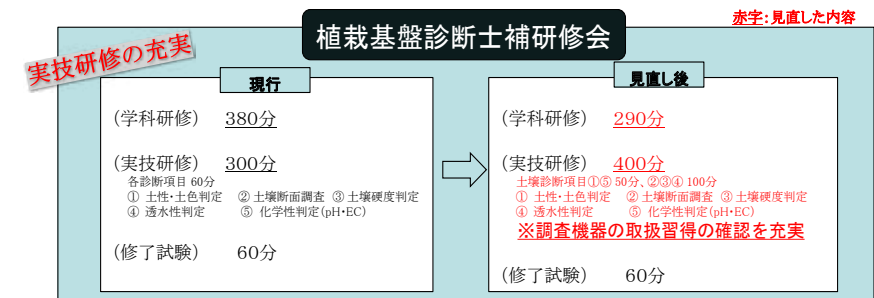 赤字:見直した内容
植栽基盤診断士補研修会
実技研修の充実
現行
(学科研修) 380分
(実技研修) 300分
各診断項目 60分
① 土性・土色判定 ② 土壌断面調査 ③ 土壌硬度判定
④ 透水性判定 ⑤ 化学性判定(pH・EC)
(修了試験) 60分
見直し後
(学科研修) 290分
(実技研修) 400分
土壌診断項目①⑤ 50分、②③④ 100分
① 土性・土色判定 ② 土壌断面調査 ③ 土壌硬度判定
④ 透水性判定 ⑤ 化学性判定(pH・EC)
※調査機器の取扱習得の確認を充実
(修了試験) 60分